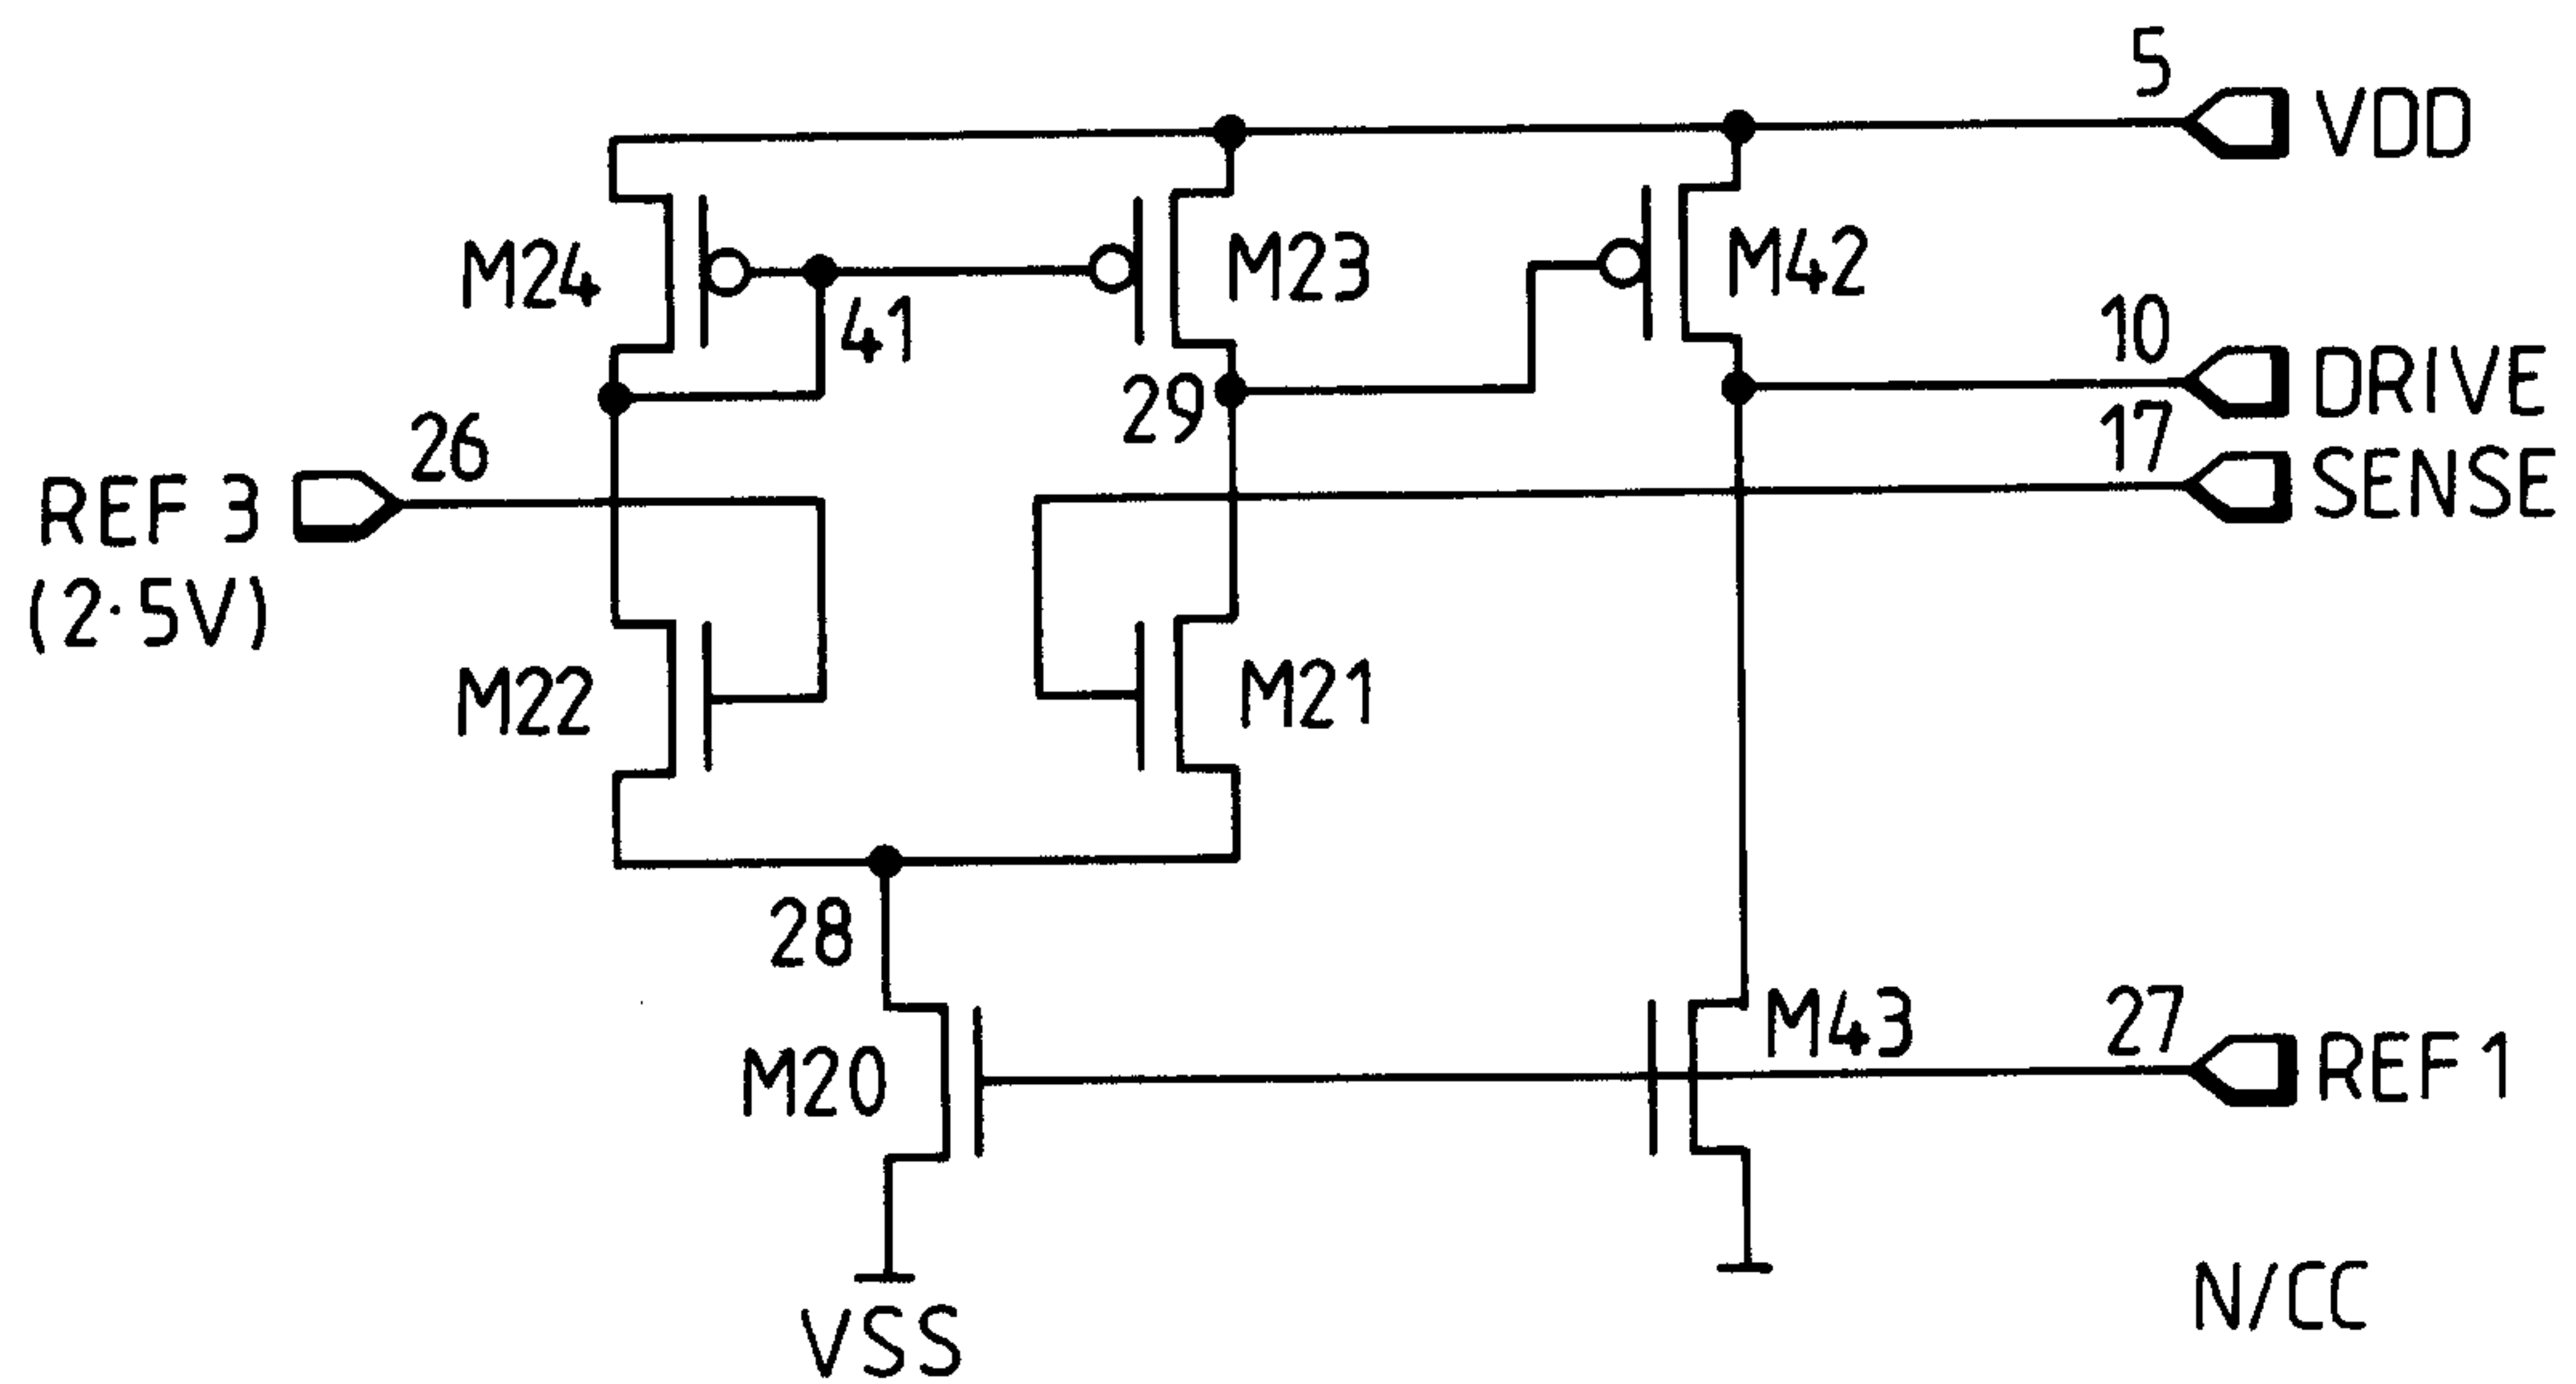 5
VDD
M24
M23
M42
41
10
DRIVE
29
26
17
SENSE
REF 3
(2·5V)
M22
M21
28
M20
M43
27
REF 1
VSS
N/CC